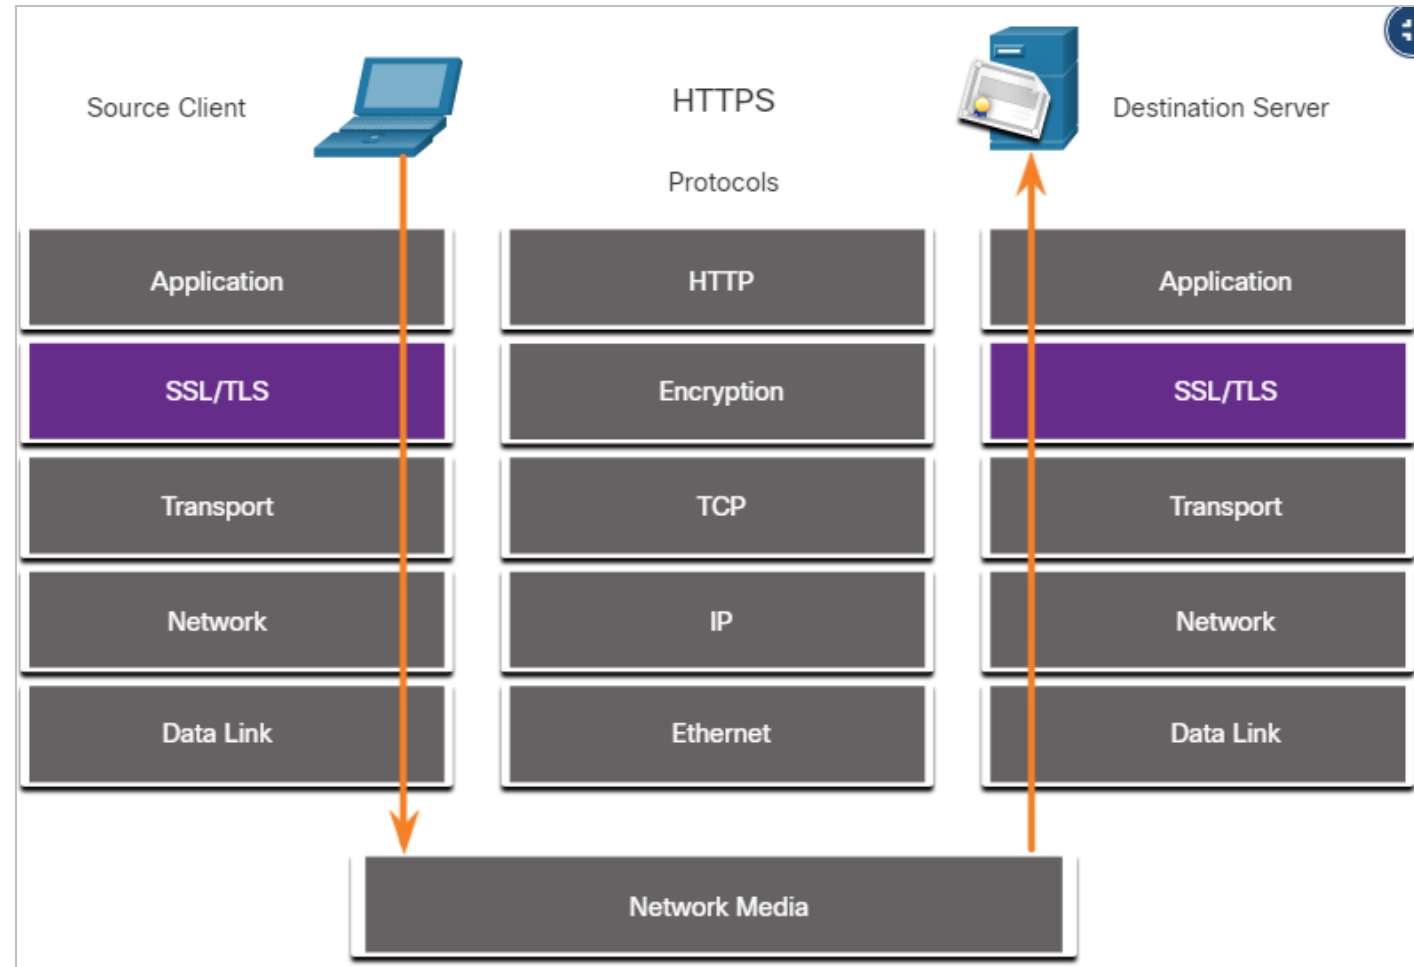 Source Client
HTTPS
Destination Server
Protocols
Application
HTTP
Application
SSL/TLS
Encryption
SSL/TLS
Transport
TCP
Transport
Network
IP
Network
Data Link
Ethernet
Data Link
Network Media